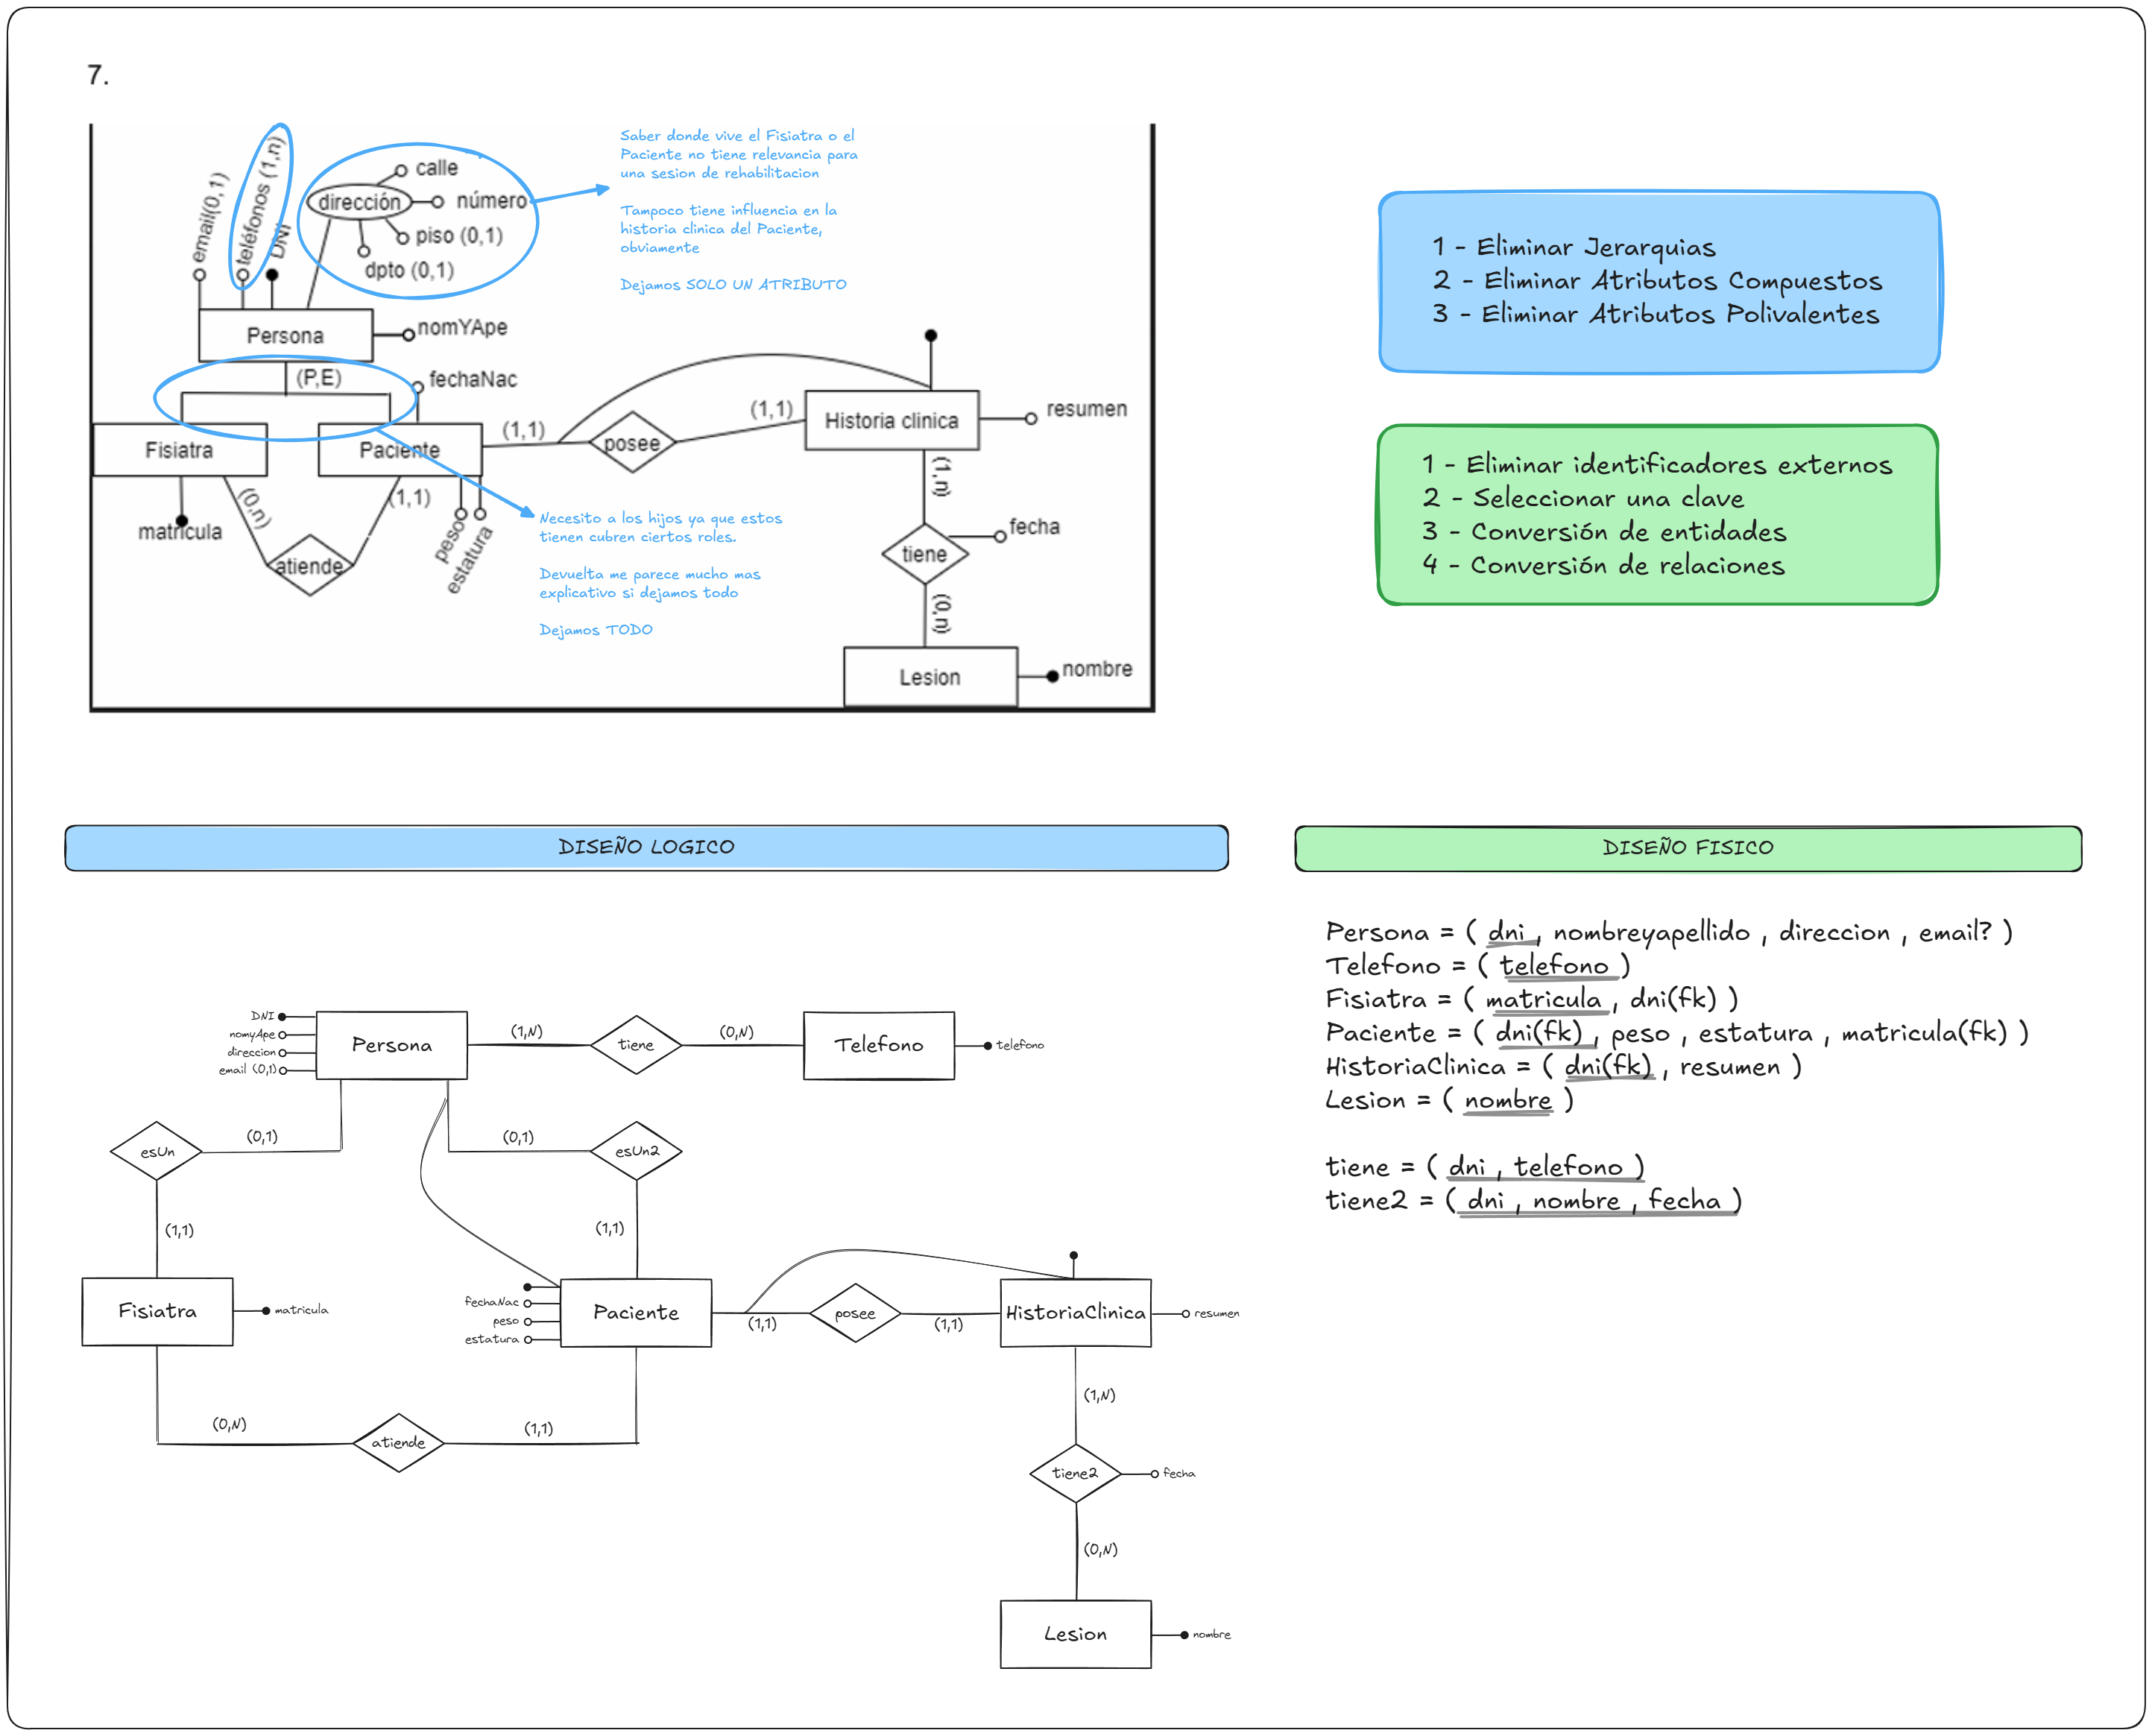 7.
email(0,1)
teléfonos (1,n)
DNI
calle
dirección
número
piso (0,1)
dpto (0,1)
Saber donde vive el Fisiatra o el
Paciente no tiene relevancia para
una sesion de rehabilitacion
Tampoco tiene influencia en la
historia clinica del Paciente,
obviamente
Dejamos SOLO UN ATRIBUTO
Persona
nomYApe
(P,E)
fechaNac
Fisiatra
Paciente
(1,1)
posee
(1,1)
Historia clinica
resumen
matricula
(0,n)
atiende
(1,1)
peso
estatura
Necesito a los hijos ya que estos
tienen cubren ciertos roles.
Devuelta me parece mucho mas
explicativo si dejamos todo
Dejamos TODO
(1,n)
tiene
fecha
(0,n)
Lesion
nombre
1 - Eliminar Jerarquias
2 - Eliminar Atributos Compuestos
3 - Eliminar Atributos Polivalentes
1 - Eliminar identificadores externos
2 - Seleccionar una clave
3 - Conversión de entidades
4 - Conversión de relaciones
DISEÑO LOGICO
DNI
nomyApe
direccion
email (0,1)
Persona
(1,N)
tiene
(0,N)
Telefono
telefono
esUn
(0,1)
(0,1)
esUn2
(1,1)
(1,1)
Fisiatra
matricula
fechaNac
peso
estatura
Paciente
(1,1)
posee
(1,1)
HistoriaClinica
resumen
(0,N)
atiende
(1,1)
(1,N)
tiene2
fecha
(0,N)
Lesion
nombre
DISEÑO FISICO
Persona = ( dni , nombreyapellido , direccion , email? )
Telefono = ( telefono )
Fisiatra = ( matricula , dni(fk) )
Paciente = ( dni(fk) , peso , estatura , matricula(fk) )
HistoriaClinica = ( dni(fk) , resumen )
Lesion = ( nombre )
tiene = ( dni , telefono )
tiene2 = ( dni , nombre , fecha )